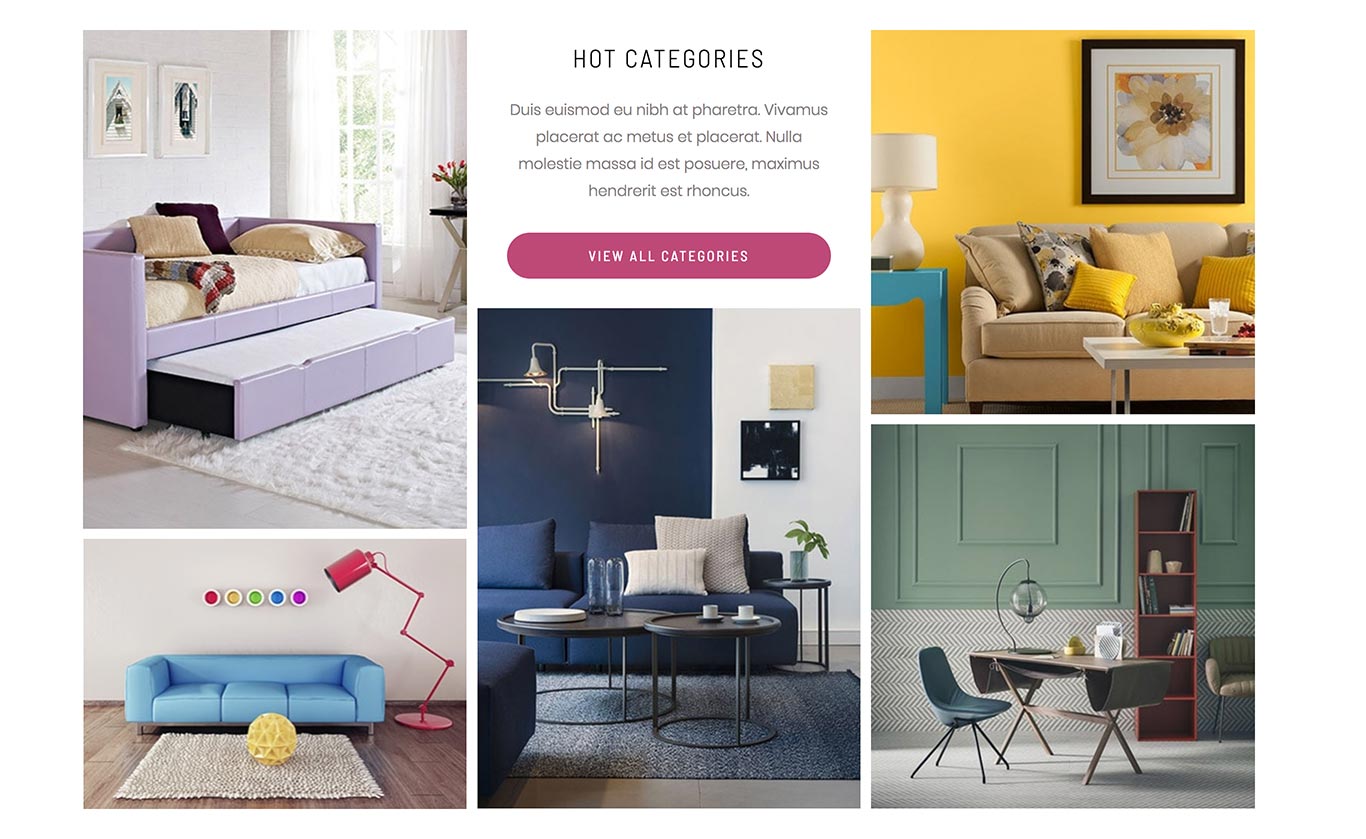 HOT CATEGORIES
Duis euismod eu nibh at pharetra. Vivamus
placerat ac metus et placerat. Nulla
molestie massa id est posuere, maximus
hendrerit est rhoncus.
VIEW ALL CATEGORIES